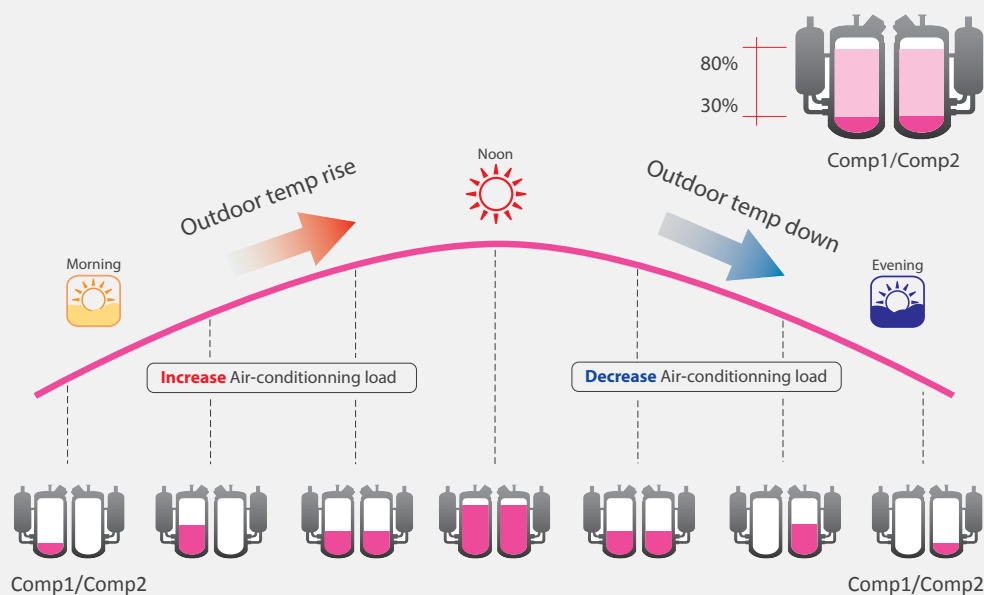 80%
30%
Comp1/Comp2
Noon
Outdoor temp rise
Outdoor temp down
Morning
Evening
Increase Air-conditionning load
Decrease Air-conditionning load
Comp1/Comp2
Comp1/Comp2